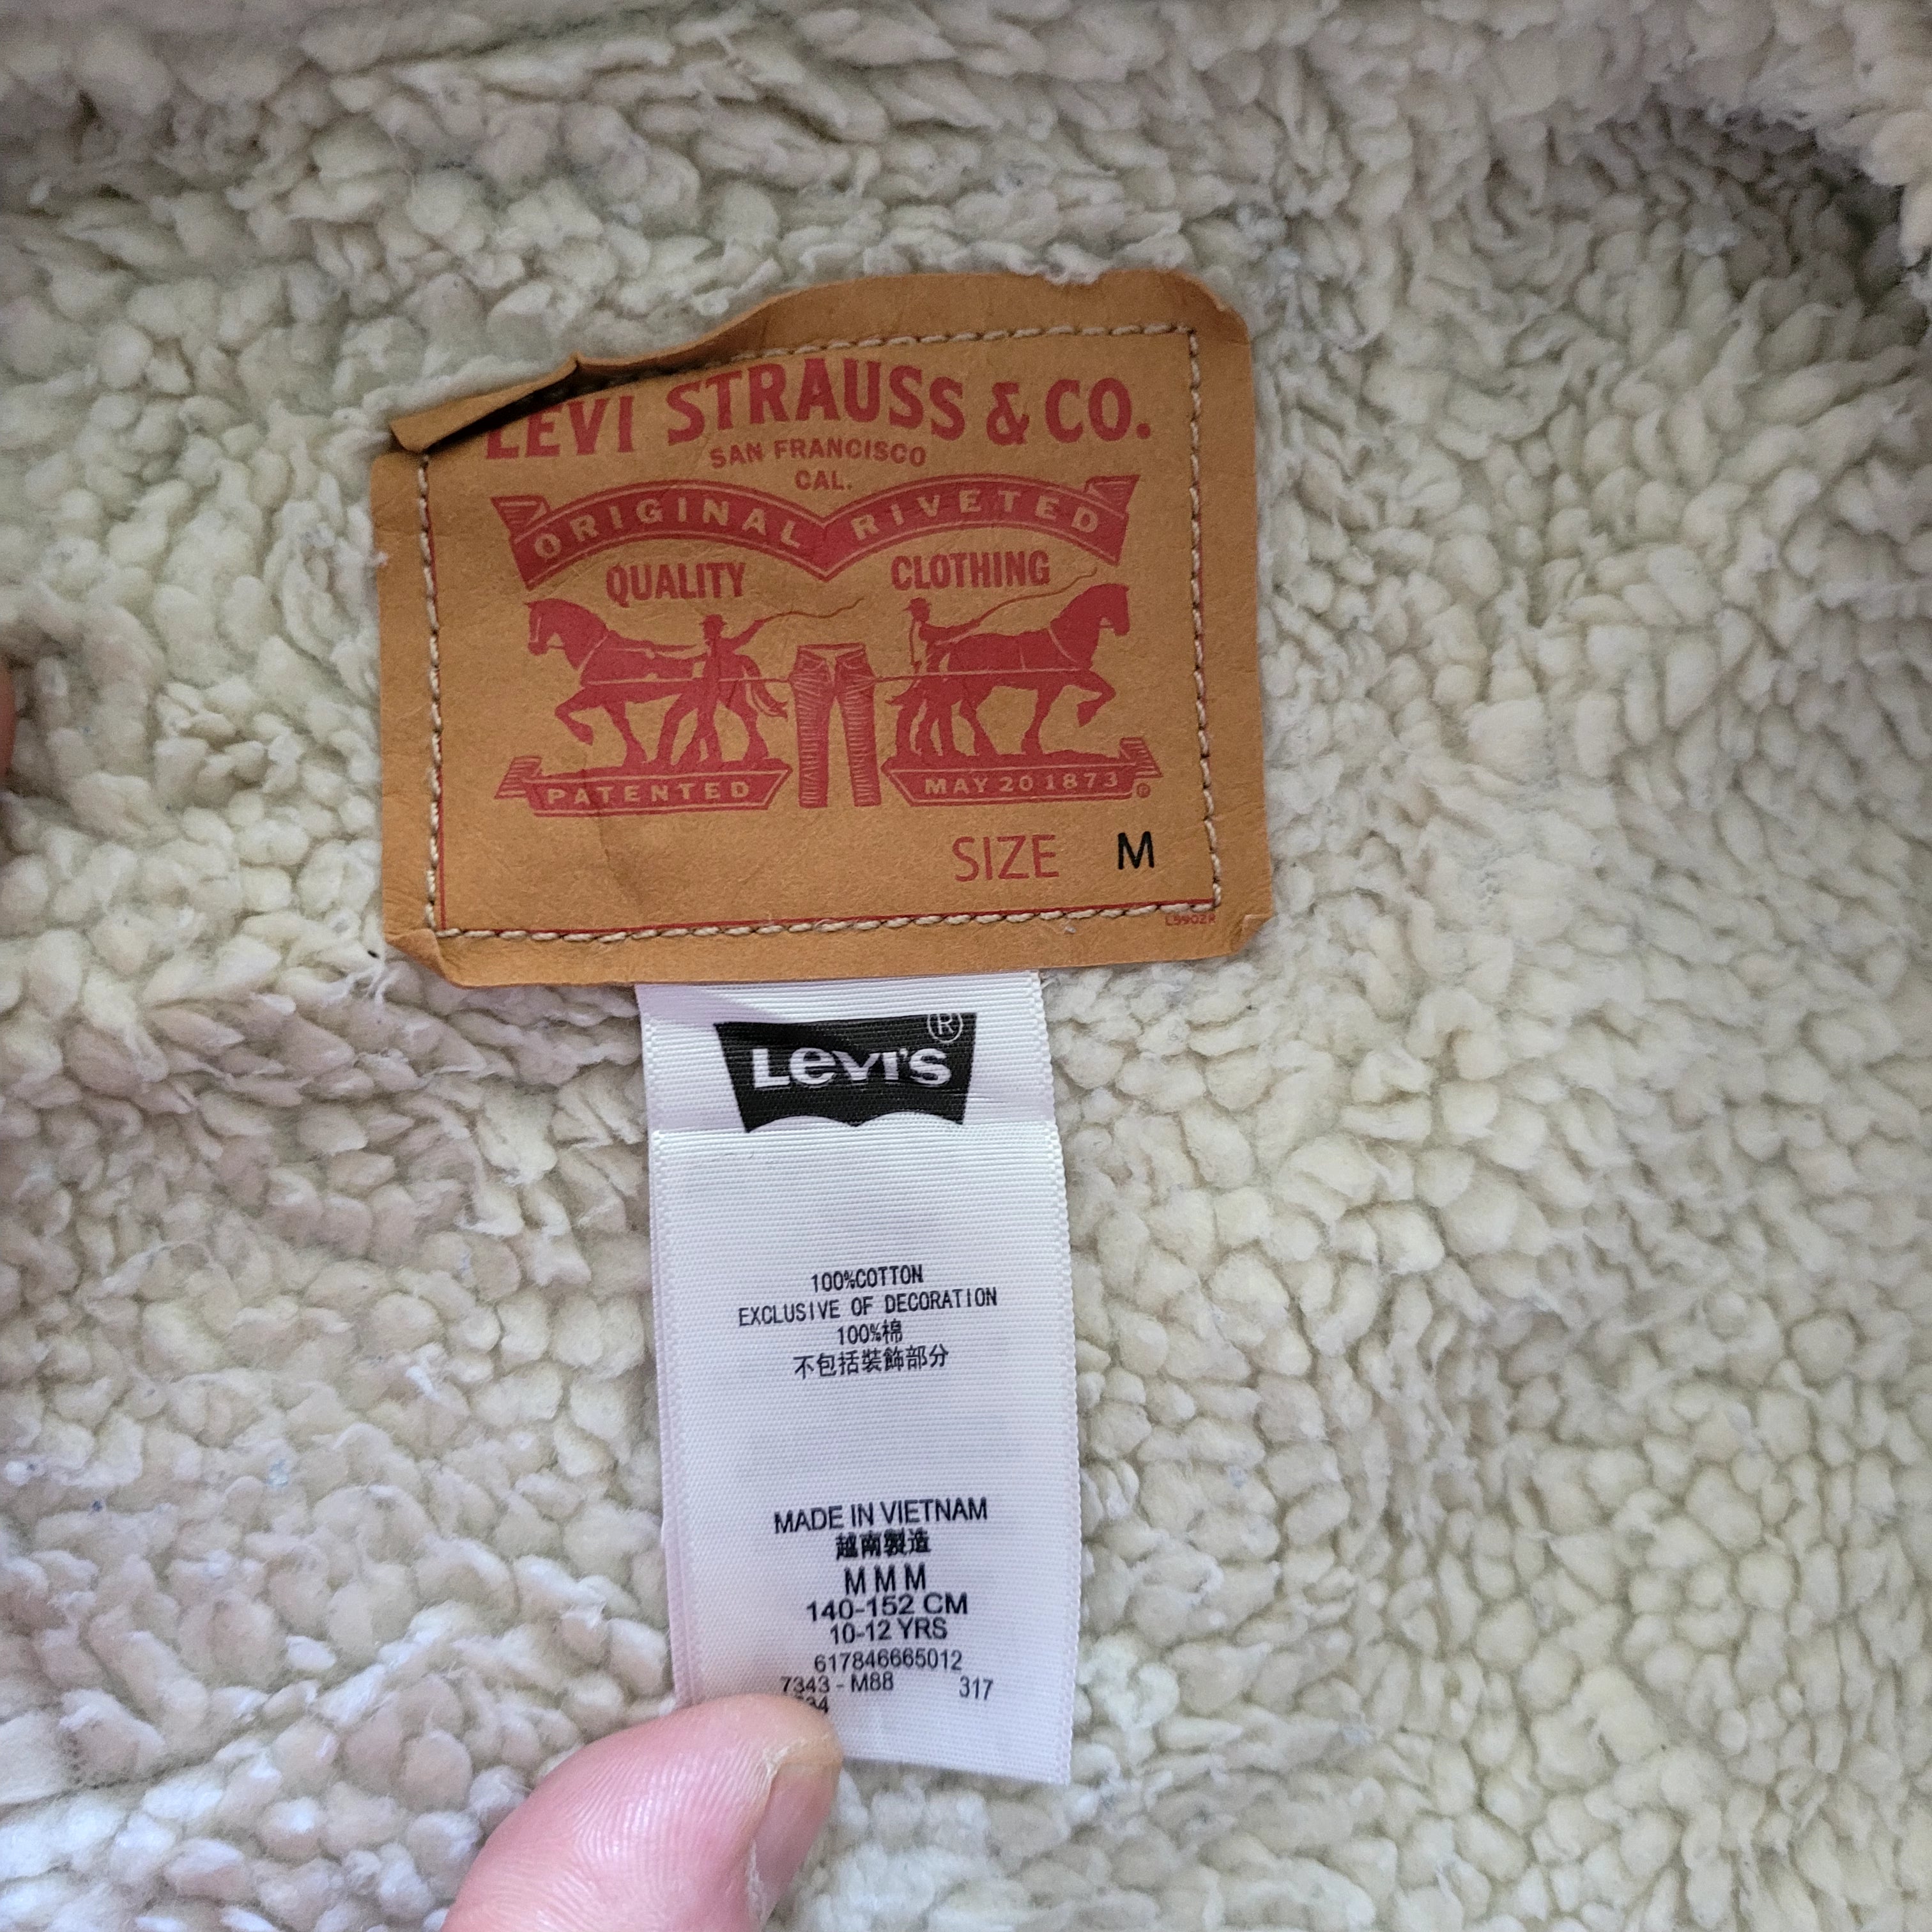 LEVI STRAUSS & CO.
SAN FRANCISCO
CAL.
ORIGINAL RIVETED
QUALITY CLOTHING
PATENTED MAY 20 1873 ®
SIZE M
L5902R
LEVI'S ®
100%COTTON
EXCLUSIVE OF DECORATION
100%棉
不包括裝飾部分
MADE IN VIETNAM
越南製造
M M M
140-152 CM
10-12 YRS
617846665012
7343 - M88 317